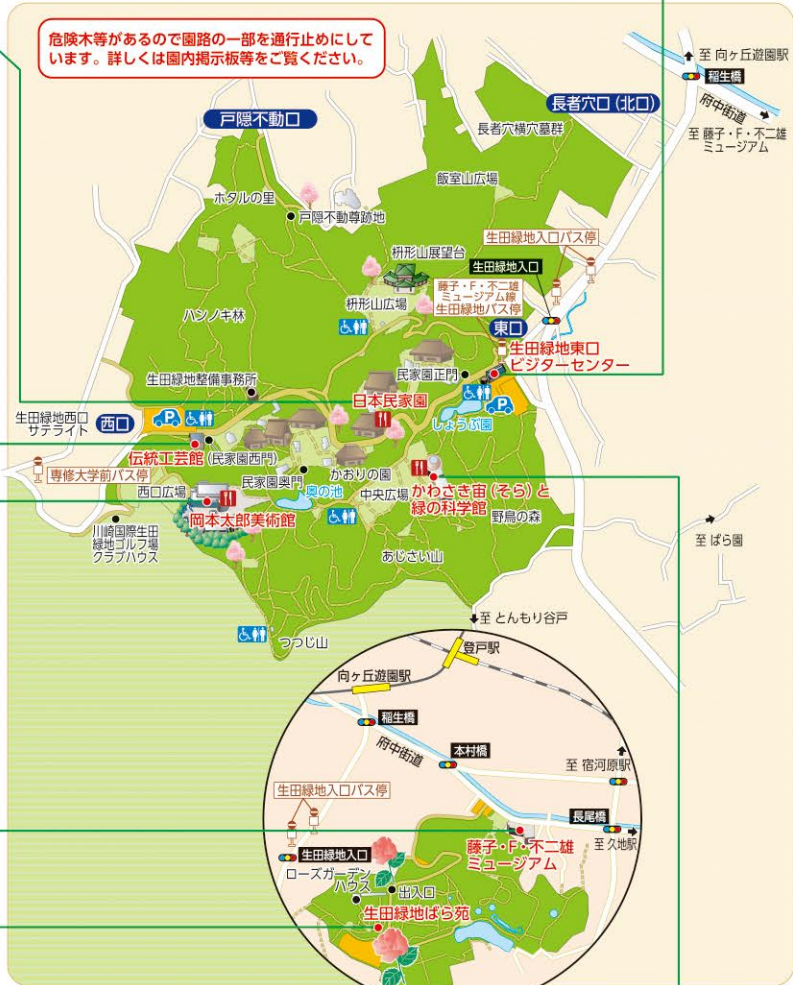 危険木等があるので園路の一部を通行止めにして
います。詳しくは園内掲示板等をご覧ください。
至 向ヶ丘遊園駅
稲生橋
府中街道
至 藤子・F・不二雄
ミュージアム
戸隠不動口
長者穴口（北口）
長者穴横穴墓群
飯室山広場
ホタルの里
戸隠不動尊跡地
枡形山展望台
生田緑地入口バス停
生田緑地入口
藤子・F・不二雄
ミュージアム線
生田緑地バス停
枡形山広場
ハンノキ林
東口
生田緑地東口
ビジターセンター
民家園正門
生田緑地整備事務所
日本民家園
しょうぶ園
P
P
生田緑地西口
サテライト
西口
伝統工芸館
(民家園西門)
専修大学前バス停
民家園奥門
かおりの園
西口広場
奥の池
中央広場
かわさき宙（そら）と
緑の科学館
岡本太郎美術館
野鳥の森
川崎国際生田
緑地ゴルフ場
クラブハウス
至 ばら園
あじさい山
至 とんもり谷戸
つつじ山
登戸駅
向ヶ丘遊園駅
稲生橋
府中街道
本村橋
至 宿河原駅
生田緑地入口バス停
長尾橋
至 久地駅
藤子・F・不二雄
ミュージアム
生田緑地入口
ローズガーデン
ハウス
出入口
生田緑地ばら苑